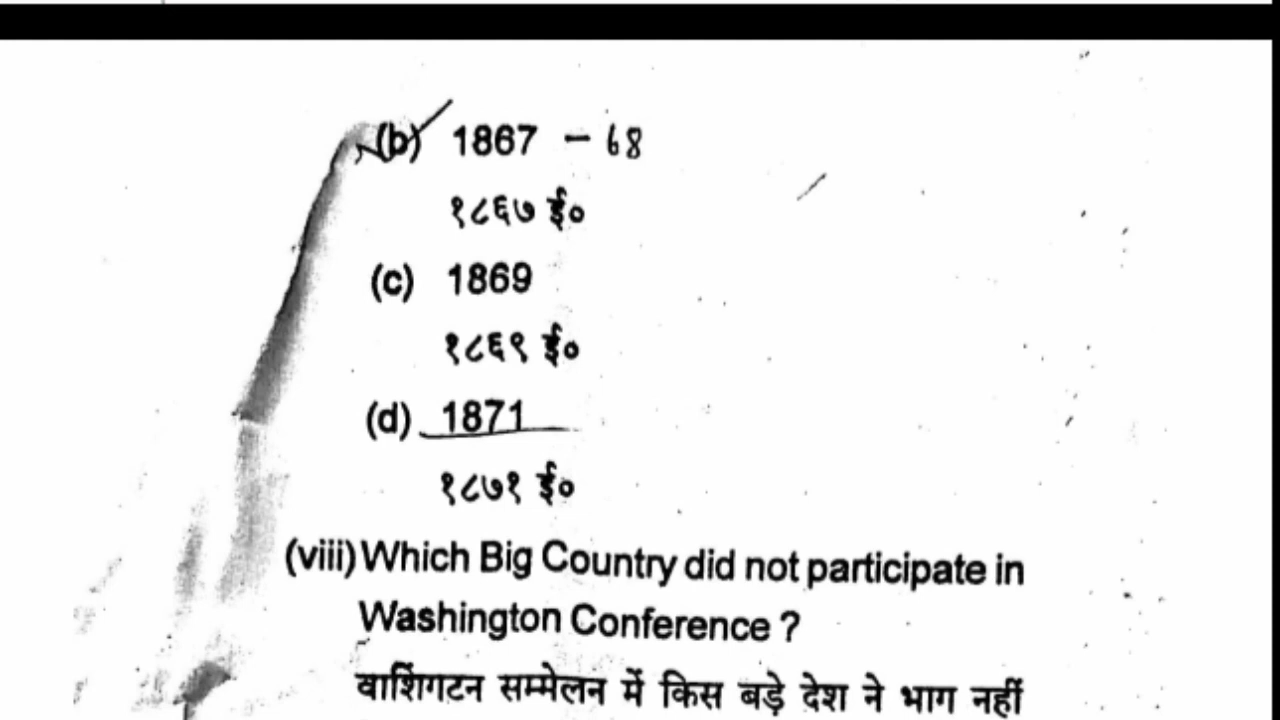 (b) 1867 - 68
१८६७ ई०
(c) 1869
१८६९ ई०
(d) 1871
१८७१ ई०
(viii) Which Big Country did not participate in
Washington Conference ?
वाशिंगटन सम्मेलन में किस बड़े देश ने भाग नहीं